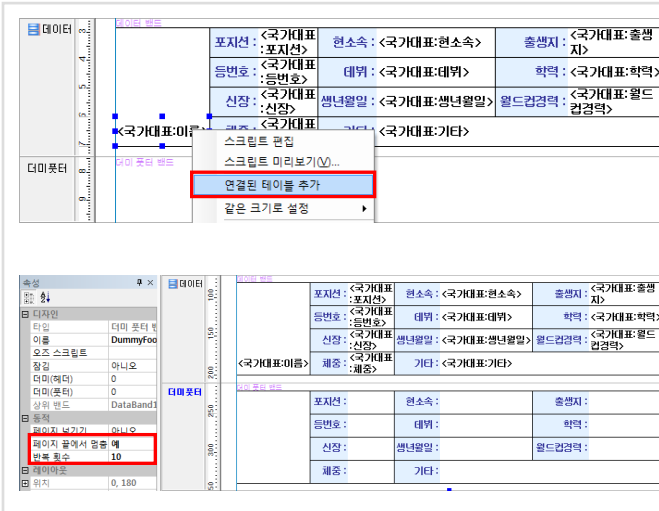 데이터
데이터 밴드
포지션 : <국가대표:포지션> 현소속 : <국가대표:현소속> 출생지 : <국가대표:출생지>
등번호 : <국가대표:등번호> 데뷔 : <국가대표:데뷔> 학력 : <국가대표:학력>
신장 : <국가대표:신장> 생년월일 : <국가대표:생년월일> 월드컵경력 : <국가대표:월드컵경력>
<국가대표:이름> 체중 : <국가대표 기타 : <국가대표:기타>
더미풋터
더미 풋터 밴드
스크립트 편집
스크립트 미리보기(V)...
연결된 테이블 추가
같은 크기로 설정
속성
디자인
타입 더미 풋터 밴
이름 DummyFoo
오즈 스크립트
잠김 아니오
더미(헤더) 0
더미(풋터) 0
상위 밴드 DataBand1
동적
페이지 넘기기 아니오
페이지 끝에서 멈춤 예
반복 횟수 10
레이아웃
위치 0, 180
데이터
데이터 밴드
포지션 : <국가대표:포지션> 현소속 : <국가대표:현소속> 출생지 : <국가대표:출생지>
등번호 : <국가대표:등번호> 데뷔 : <국가대표:데뷔> 학력 : <국가대표:학력>
신장 : <국가대표:신장> 생년월일 : <국가대표:생년월일> 월드컵경력 : <국가대표:월드컵경력>
<국가대표:이름> 체중 : <국가대표:체중> 기타 : <국가대표:기타>
더미풋터
더미 풋터 밴드
포지션 : 현소속 : 출생지 :
등번호 : 데뷔 : 학력 :
신장 : 생년월일 : 월드컵경력 :
체중 : 기타 :